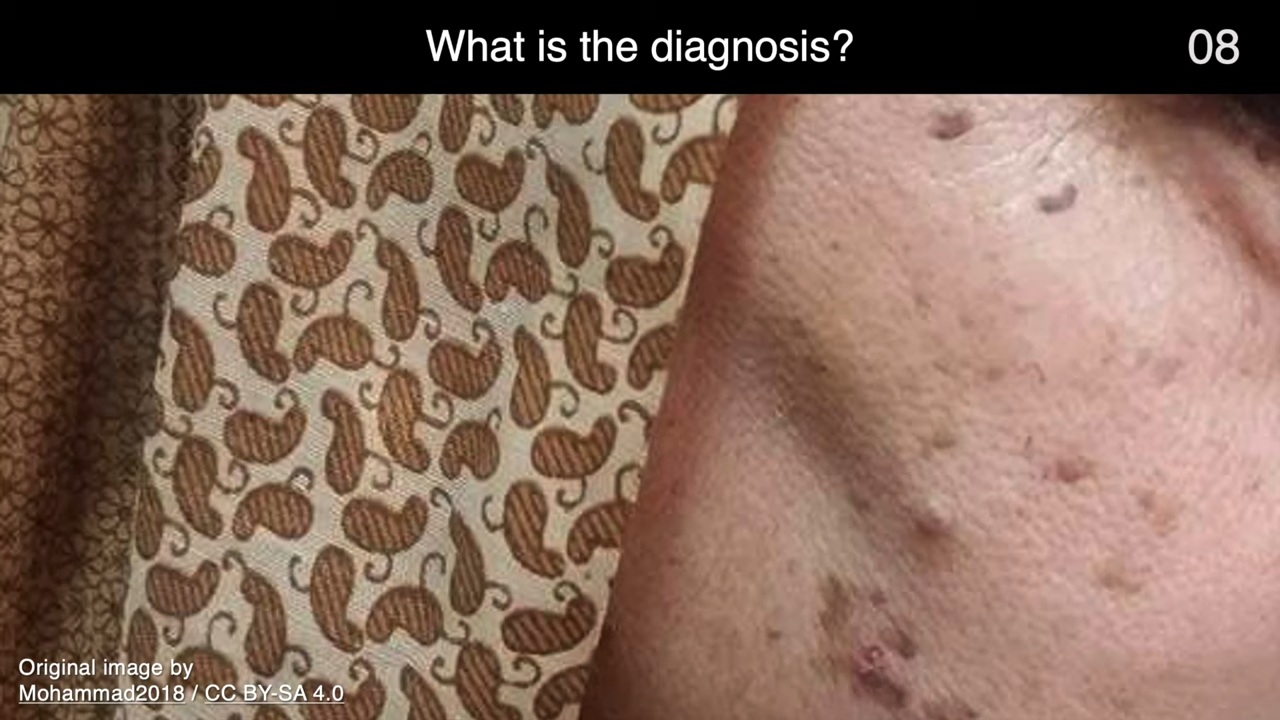 What is the diagnosis?
08
Original image by
Mohammad2018 / CC BY-SA 4.0